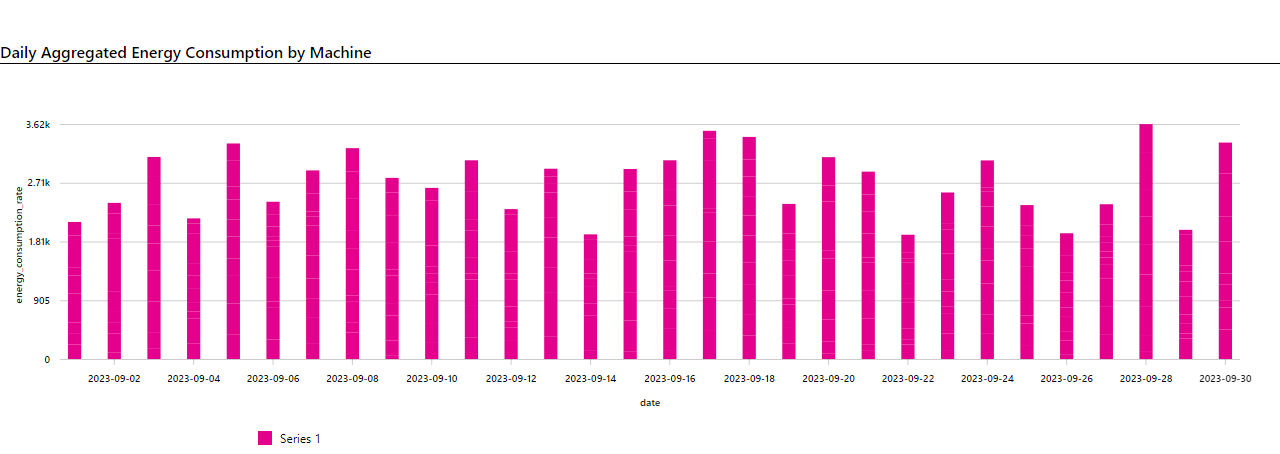 Daily Aggregated Energy Consumption by Machine
3.62k
2.71k
1.81k
905
0
energy_consumption_rate
2023-09-02 2023-09-04 2023-09-06 2023-09-08 2023-09-10 2023-09-12 2023-09-14 2023-09-16 2023-09-18 2023-09-20 2023-09-22 2023-09-24 2023-09-26 2023-09-28 2023-09-30
date
Series 1